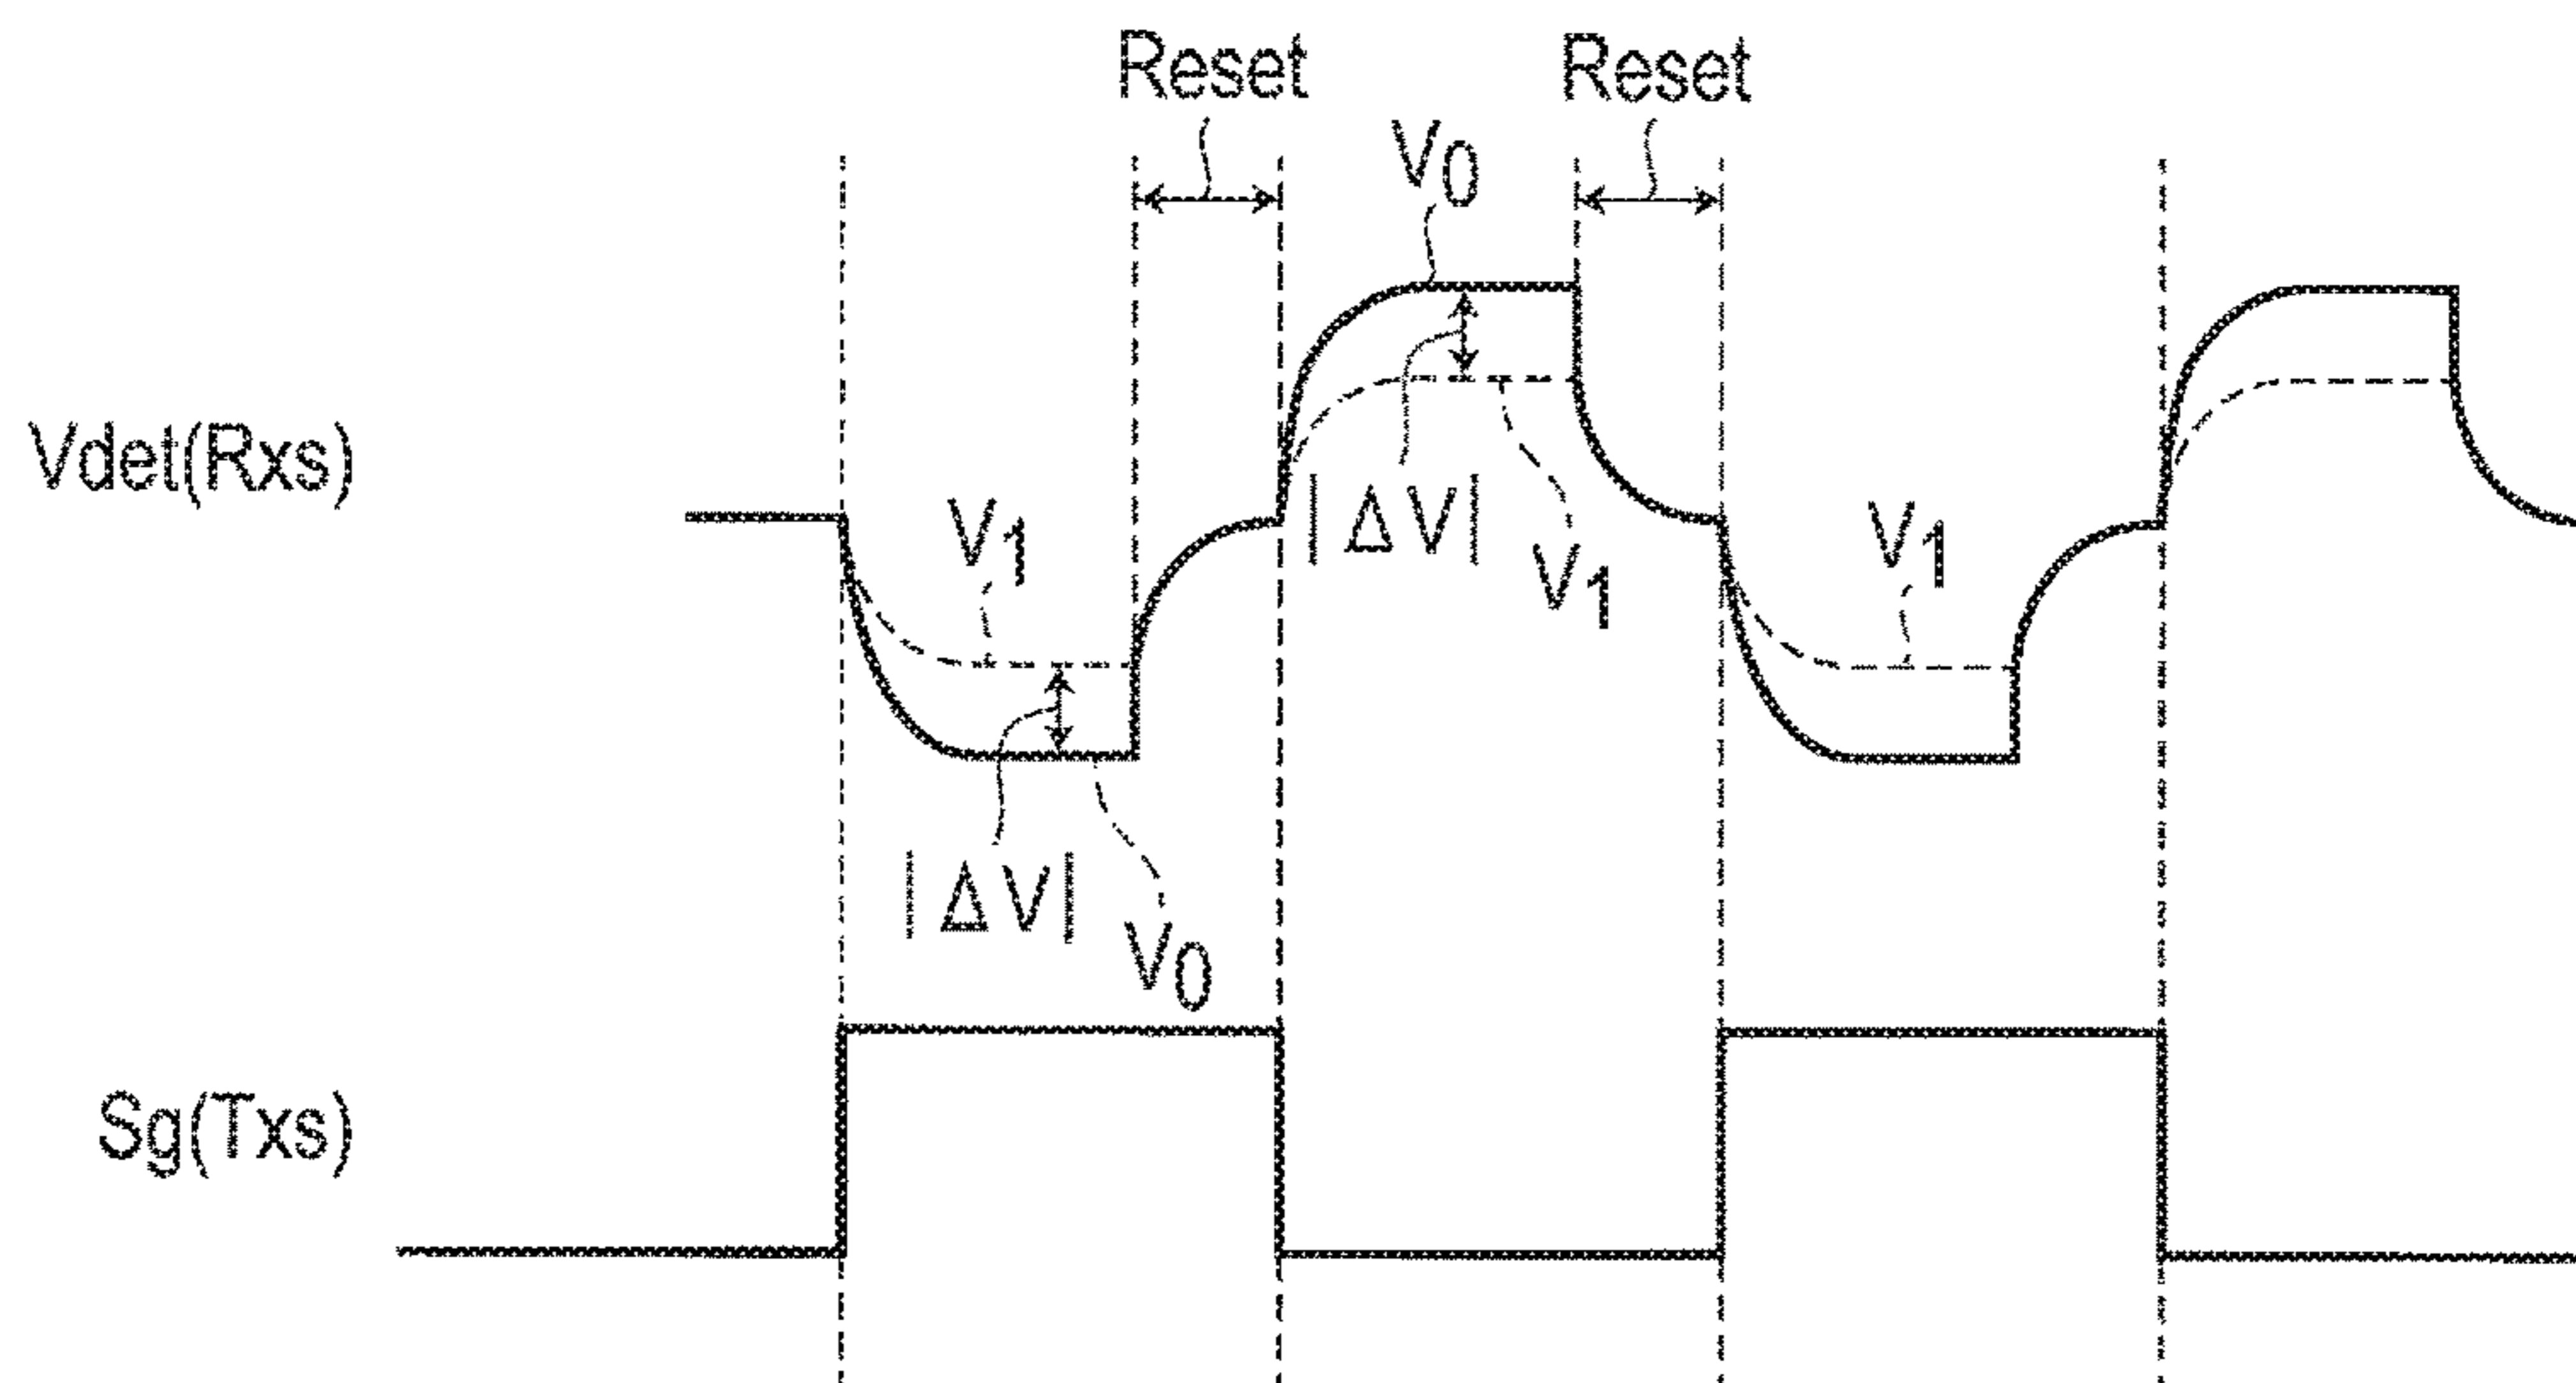 Reset
Reset
V0
Vdet(Rxs)
V1
|ΔV|
V1
V1
|ΔV|
V0
Sg(Txs)